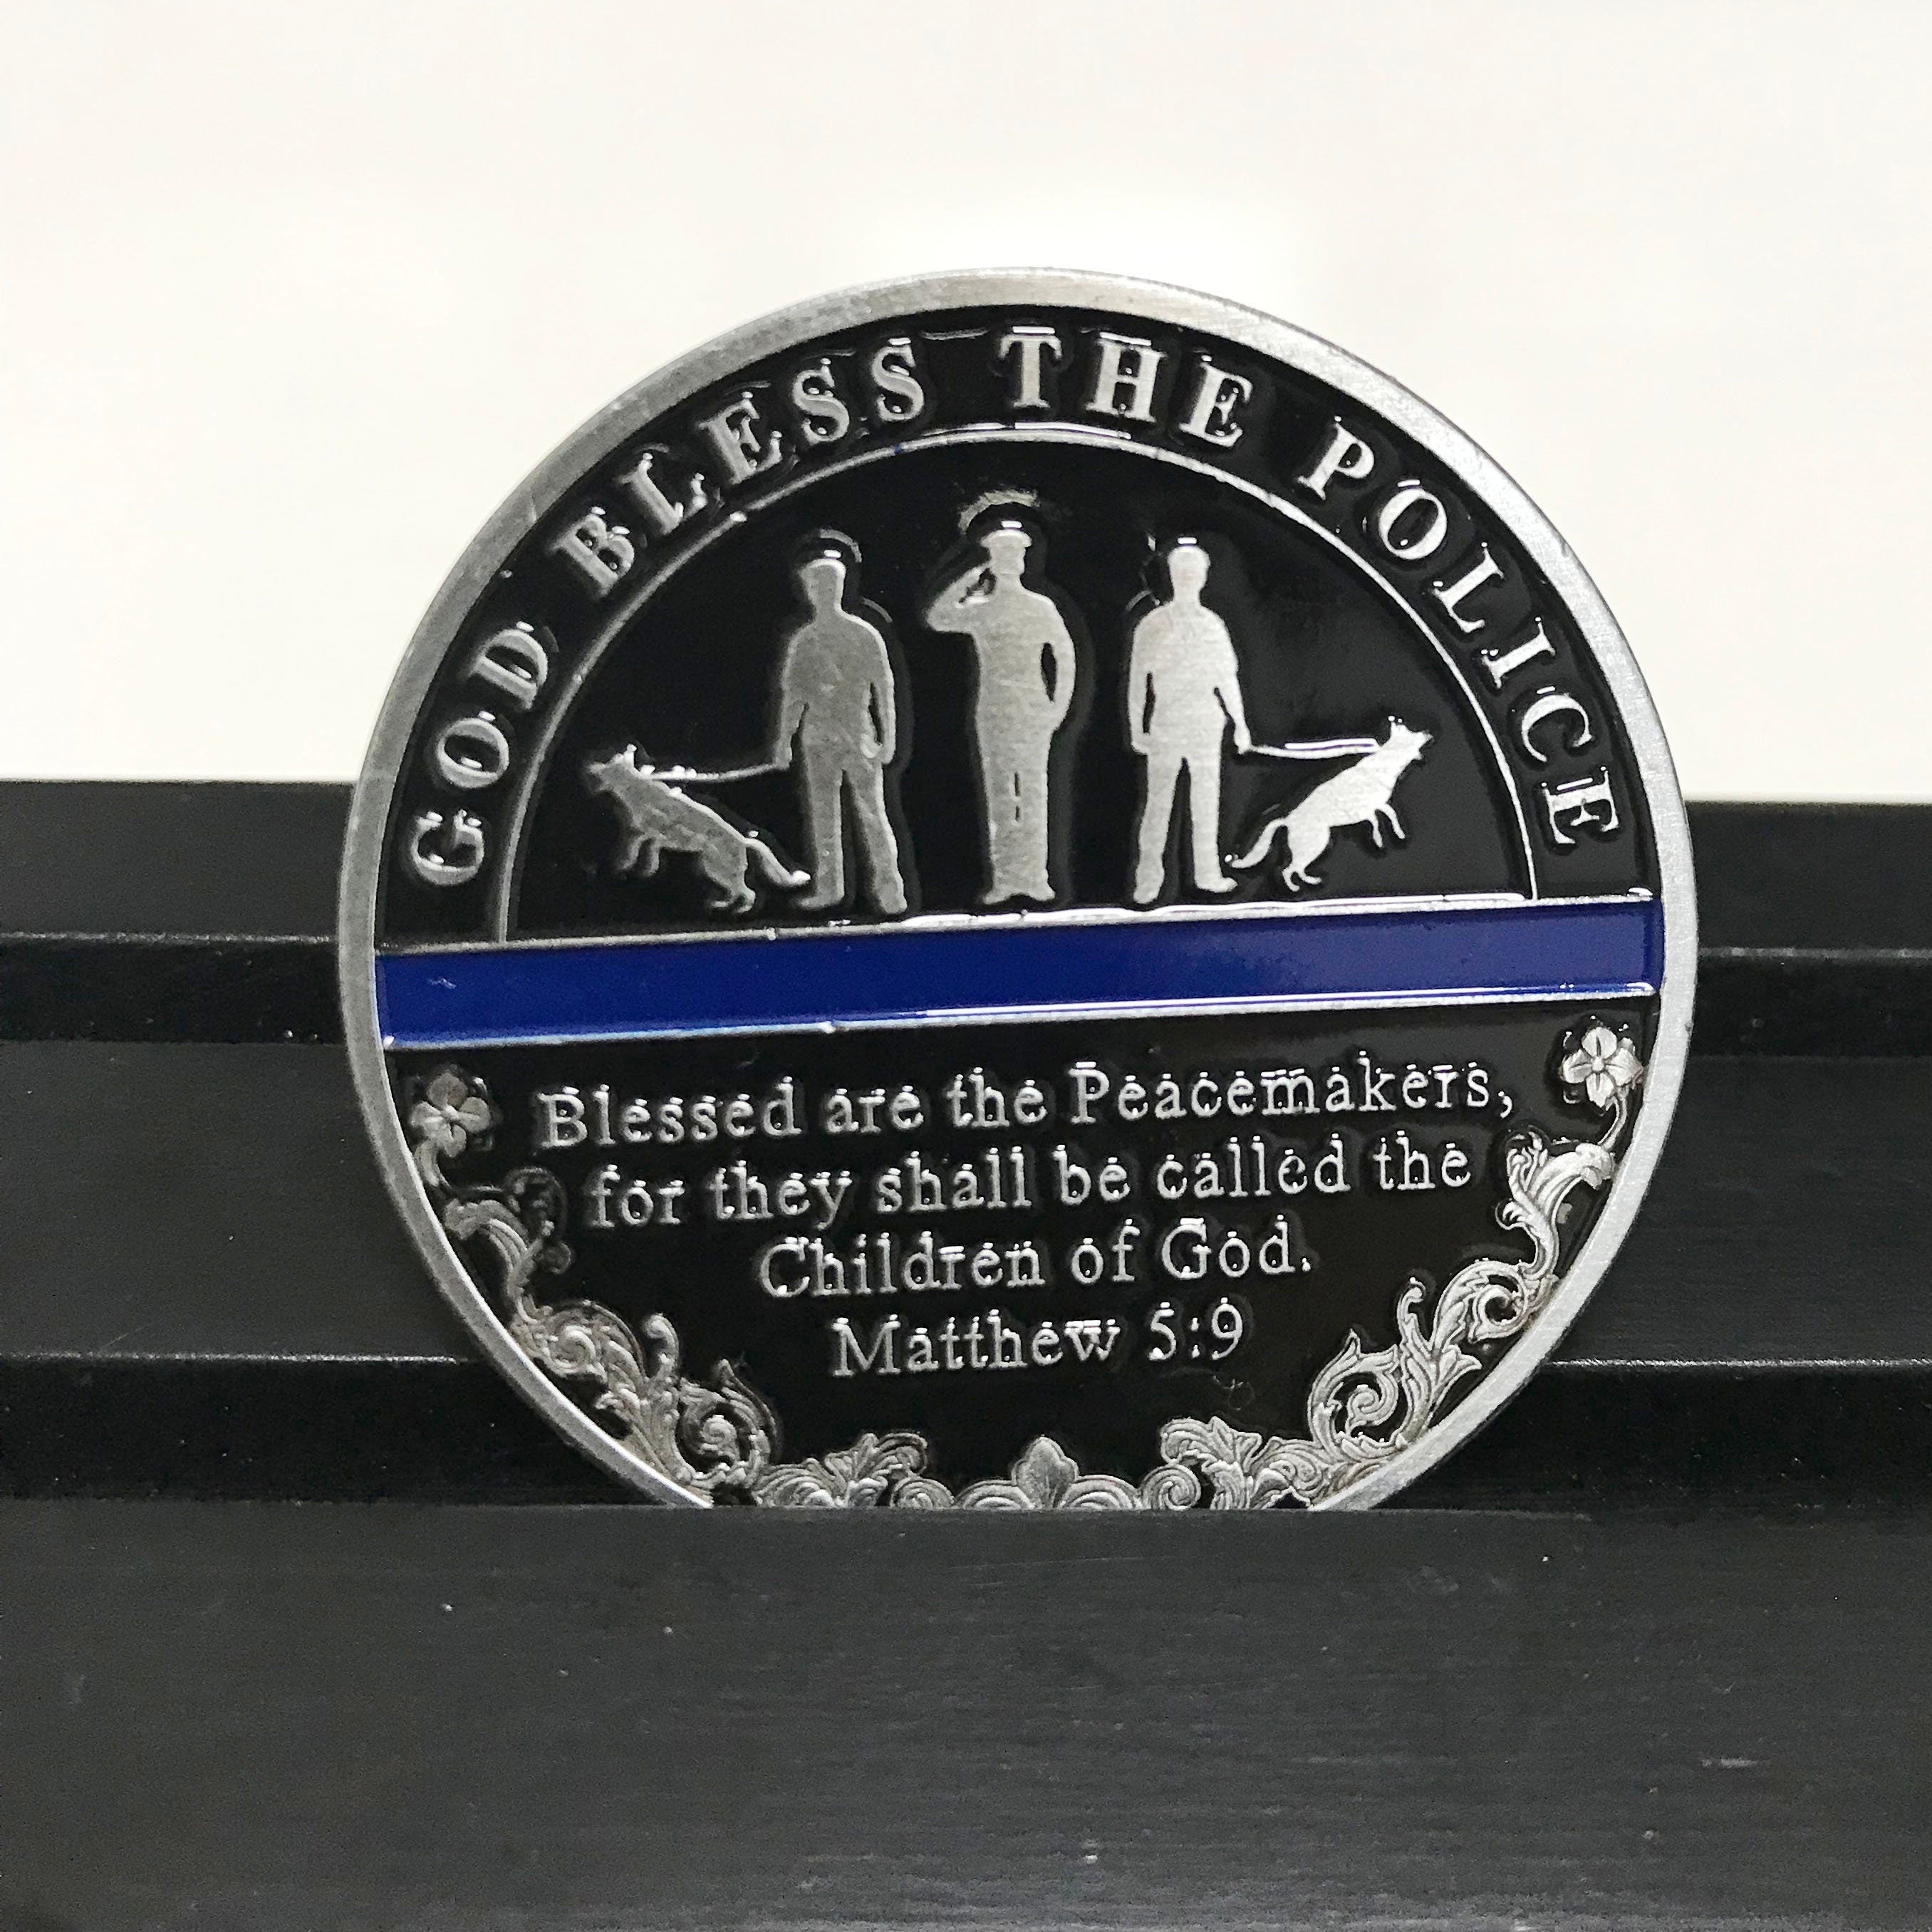 GOD BLESS THE POLICE
Blessed are the Peacemakers,
for they shall be called the
Children of God.
Matthew 5:9